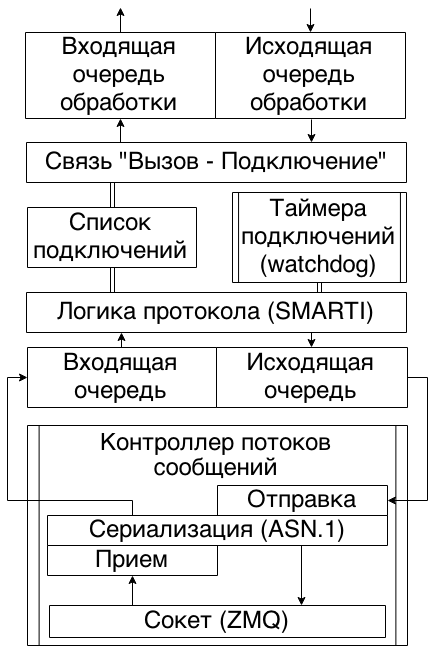 Входящая
очередь
обработки
Исходящая
очередь
обработки
Связь "Вызов - Подключение"
Список
подключений
Таймера
подключений
(watchdog)
Логика протокола (SMARTI)
Входящая
очередь
Исходящая
очередь
Контроллер потоков
сообщений
Отправка
Сериализация (ASN.1)
Прием
Сокет (ZMQ)